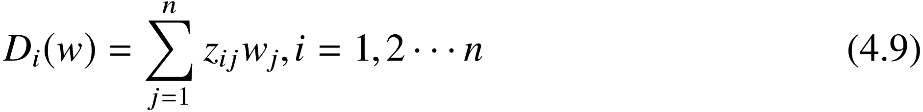 $D_i(w) = \sum_{j=1}^{n} z_{ij} w_j, i = 1, 2 \cdots n$ (4.9)